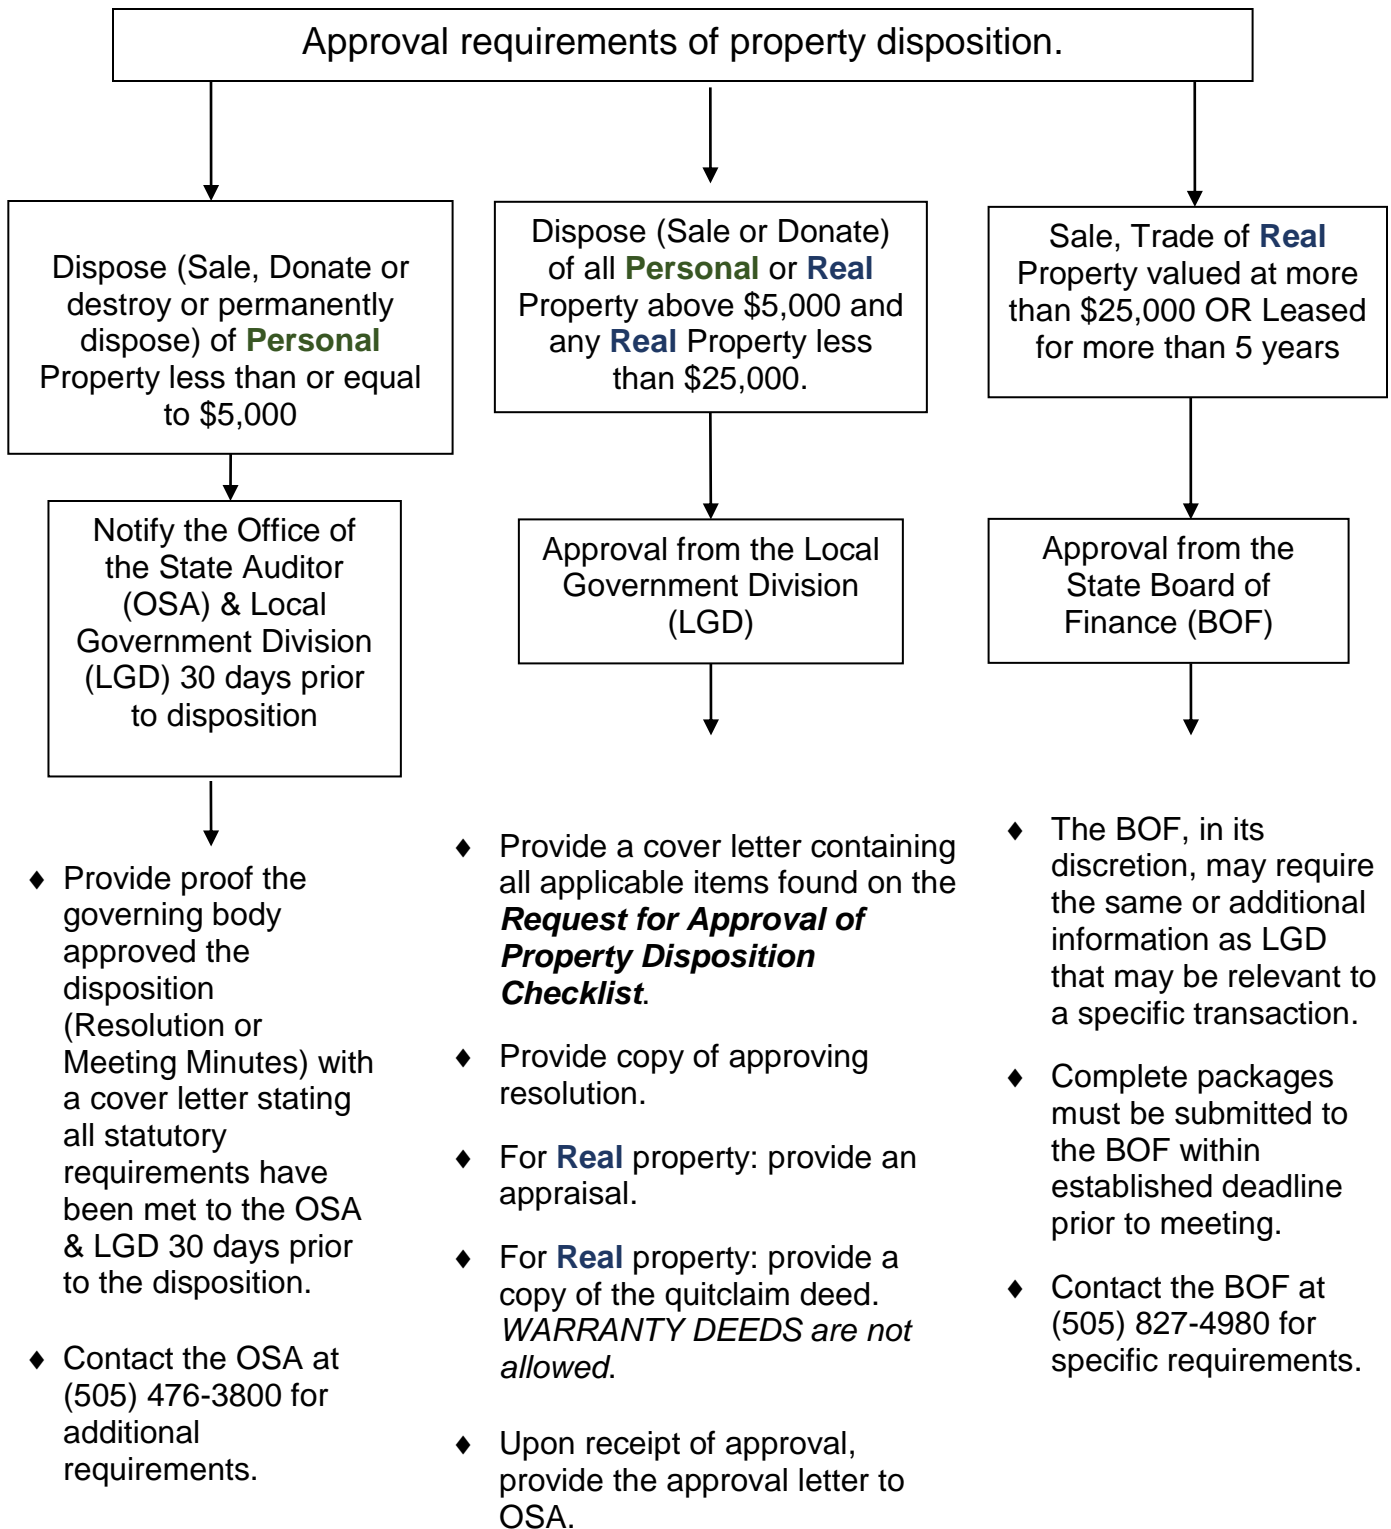 Approval requirements of property disposition.
Dispose (Sale, Donate or
destroy or permanently
dispose) of Personal
Property less than or equal
to $5,000
Notify the Office of
the State Auditor
(OSA) & Local
Government Division
(LGD) 30 days prior
to disposition
♦ Provide proof the
governing body
approved the
disposition
(Resolution or
Meeting Minutes) with
a cover letter stating
all statutory
requirements have
been met to the OSA
& LGD 30 days prior
to the disposition.
♦ Contact the OSA at
(505) 476-3800 for
additional
requirements.
Dispose (Sale or Donate)
of all Personal or Real
Property above $5,000 and
any Real Property less
than $25,000.
Approval from the Local
Government Division
(LGD)
♦ Provide a cover letter containing
all applicable items found on the
Request for Approval of
Property Disposition
Checklist.
♦ Provide copy of approving
resolution.
♦ For Real property: provide an
appraisal.
♦ For Real property: provide a
copy of the quitclaim deed.
WARRANTY DEEDS are not
allowed.
♦ Upon receipt of approval,
provide the approval letter to
OSA.
Sale, Trade of Real
Property valued at more
than $25,000 OR Leased
for more than 5 years
Approval from the
State Board of
Finance (BOF)
♦ The BOF, in its
discretion, may require
the same or additional
information as LGD
that may be relevant to
a specific transaction.
♦ Complete packages
must be submitted to
the BOF within
established deadline
prior to meeting.
♦ Contact the BOF at
(505) 827-4980 for
specific requirements.